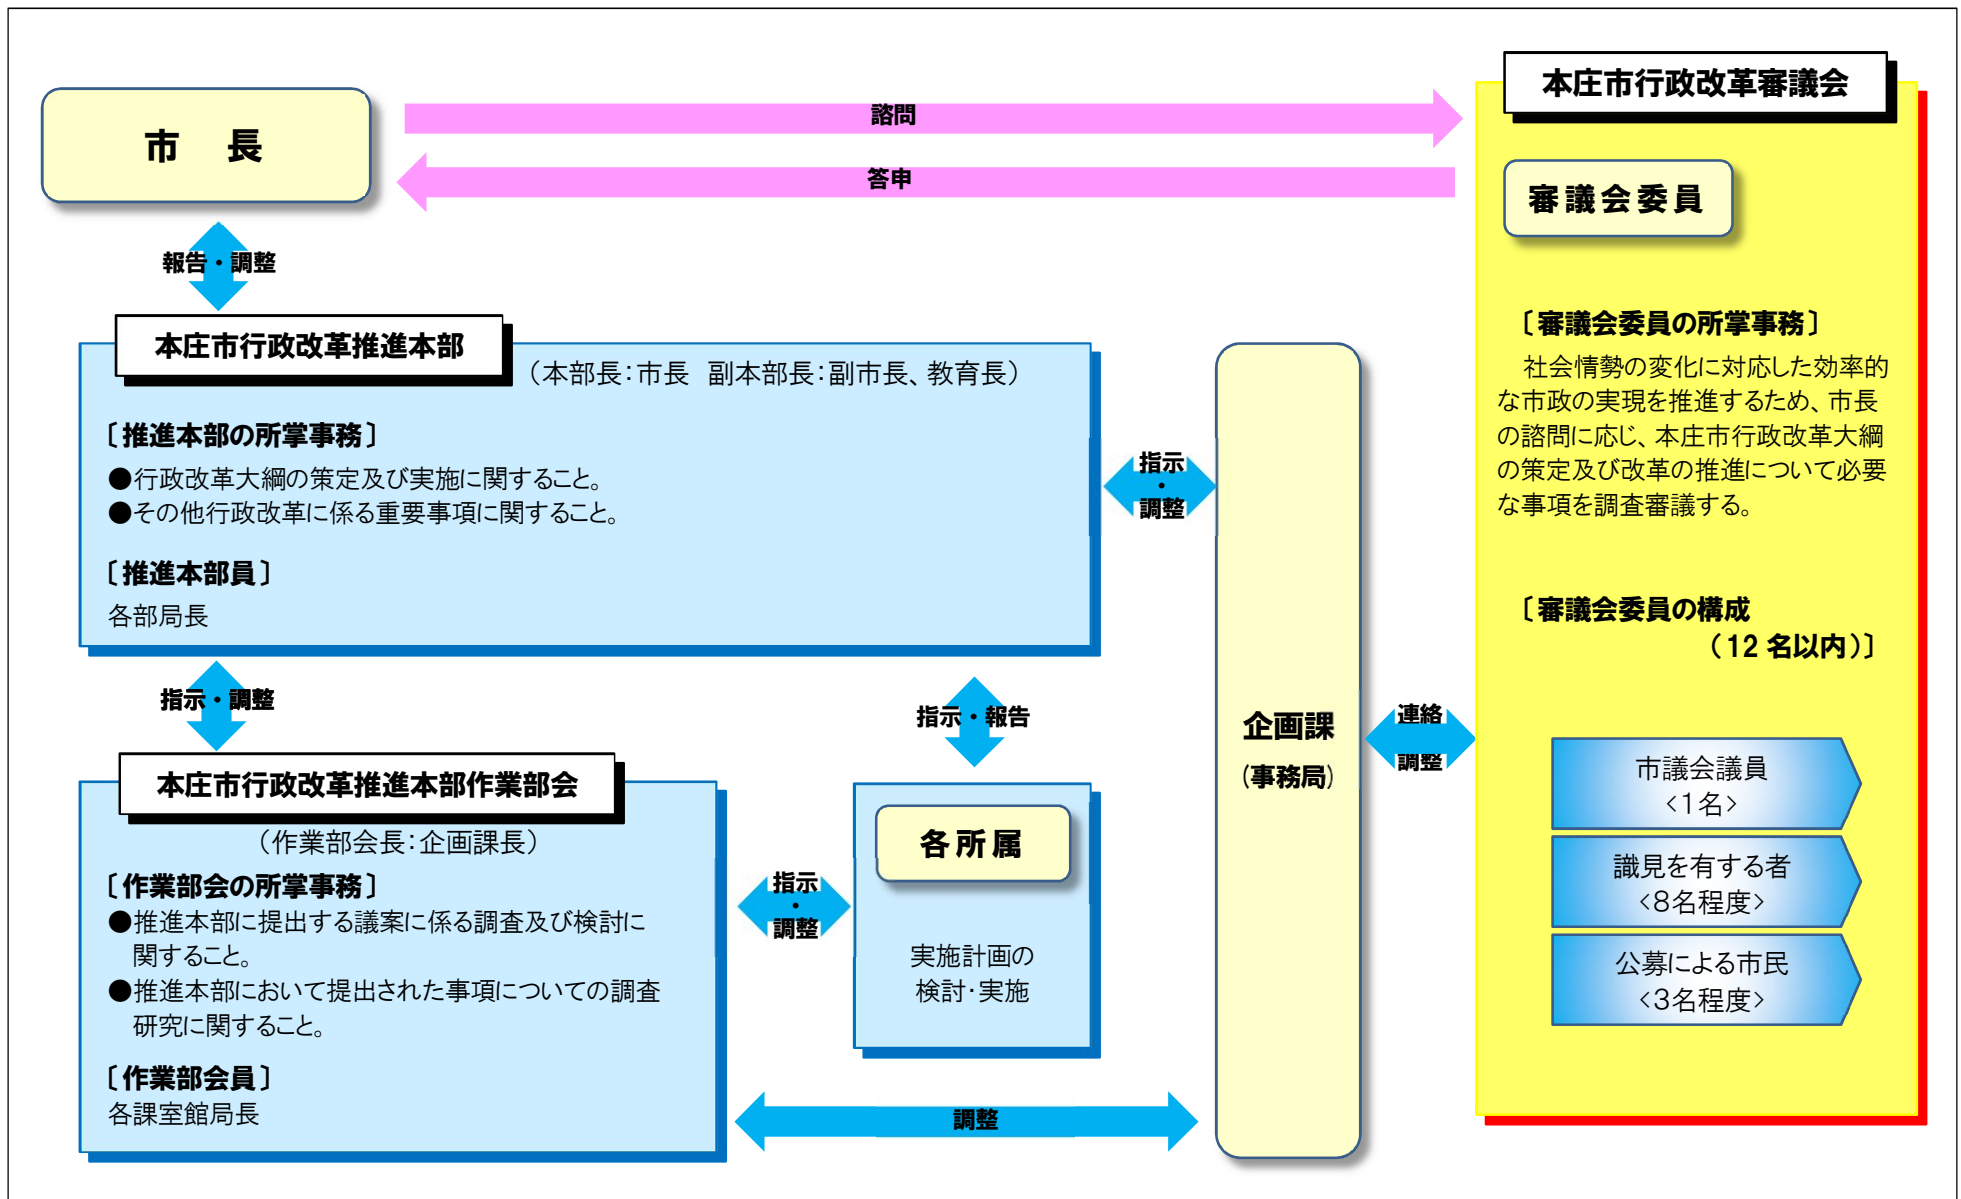 市　長
諮問
答申
本庄市行政改革審議会
審議会委員
〔審議会委員の所掌事務〕
社会情勢の変化に対応した効率的
な市政の実現を推進するため、市長
の諮問に応じ、本庄市行政改革大綱
の策定及び改革の推進について必要
な事項を調査審議する。
〔審議会委員の構成
（12名以内）〕
市議会議員
<1名>
識見を有する者
<8名程度>
公募による市民
<3名程度>
報告・調整
本庄市行政改革推進本部
（本部長：市長　副本部長：副市長、教育長）
〔推進本部の所掌事務〕
●行政改革大綱の策定及び実施に関すること。
●その他行政改革に係る重要事項に関すること。
〔推進本部員〕
各部局長
指示
・
調整
企画課
(事務局)
連絡
調整
指示・調整
指示・報告
本庄市行政改革推進本部作業部会
（作業部会長：企画課長）
〔作業部会の所掌事務〕
●推進本部に提出する議案に係る調査及び検討に
関すること。
●推進本部において提出された事項についての調査
研究に関すること。
〔作業部会員〕
各課室館局長
指示
・
調整
各所属
実施計画の
検討・実施
調整